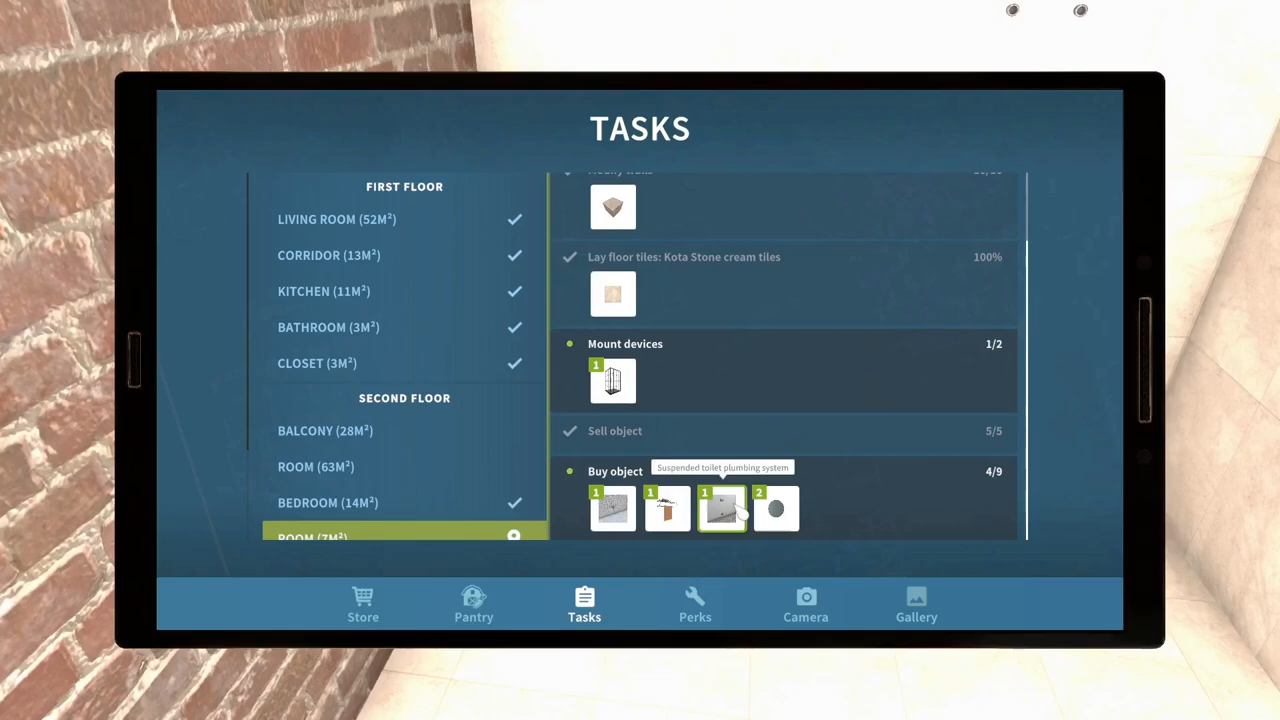 TASKS
FIRST FLOOR
LIVING ROOM (52M²)
CORRIDOR (13M²)
KITCHEN (11M²)
BATHROOM (3M²)
CLOSET (3M²)
SECOND FLOOR
BALCONY (28M²)
ROOM (63M²)
BEDROOM (14M²)
ROOM (7M²)
Lay floor tiles: Kota Stone cream tiles 100%
Mount devices 1/2
1
Sell object 5/5
Suspended toilet plumbing system
Buy object 4/9
1 1 1 2
Store Pantry Tasks Perks Camera Gallery